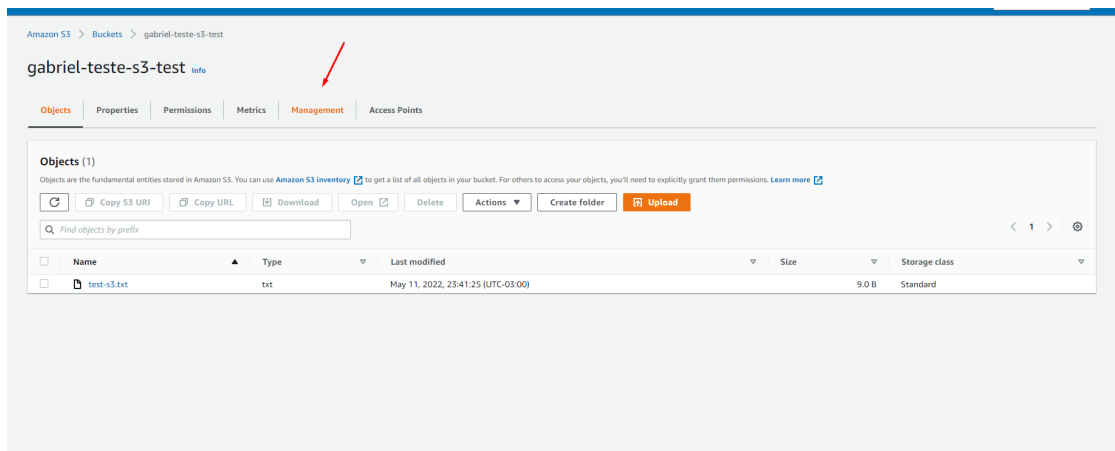 Amazon S3 > Buckets > gabriel-teste-s3-test
gabriel-teste-s3-test Info
Objects Properties Permissions Metrics Management Access Points
Objects (1)
Objects are the fundamental entities stored in Amazon S3. You can use Amazon S3 inventory to get a list of all objects in your bucket. For others to access your objects, you'll need to explicitly grant them permissions. Learn more
Copy S3 URI Copy URL Download Open Delete Actions Create folder Upload
Find objects by prefix
1
Name Type Last modified Size Storage class
test-s3.txt txt May 11, 2022, 23:41:25 (UTC-03:00) 9.0 B Standard